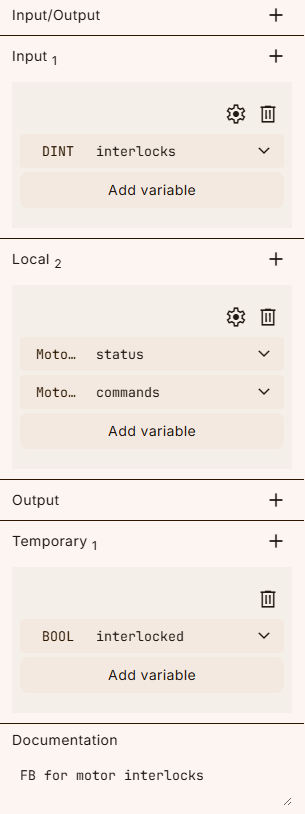 Input/Output
Input 1
DINT interlocks
Add variable
Local 2
Moto… status
Moto… commands
Add variable
Output
Temporary 1
BOOL interlocked
Add variable
Documentation
FB for motor interlocks